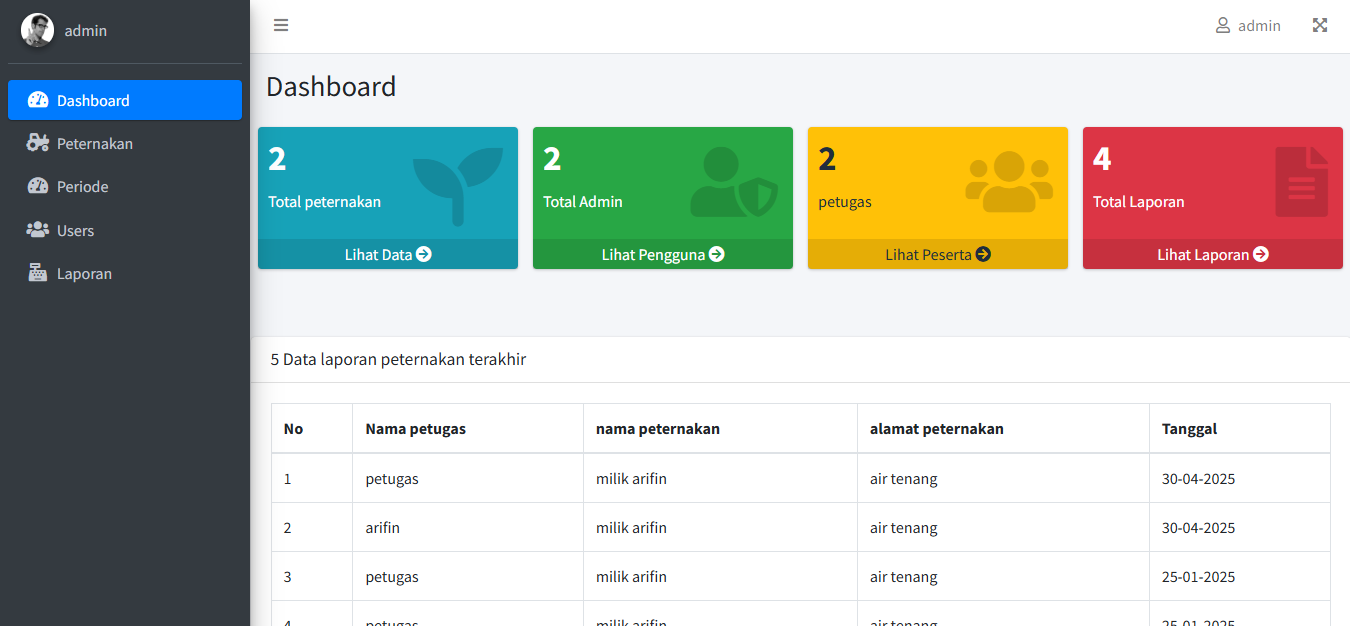 admin
admin
Dashboard
Peternakan
Periode
Users
Laporan
Dashboard
2
Total peternakan
Lihat Data
2
Total Admin
Lihat Pengguna
2
petugas
Lihat Peserta
4
Total Laporan
Lihat Laporan
5 Data laporan peternakan terakhir
No Nama petugas nama peternakan alamat peternakan Tanggal
1 petugas milik arifin air tenang 30-04-2025
2 arifin milik arifin air tenang 30-04-2025
3 petugas milik arifin air tenang 25-01-2025
4 petugas milik arifin air tenang 25-01-2025